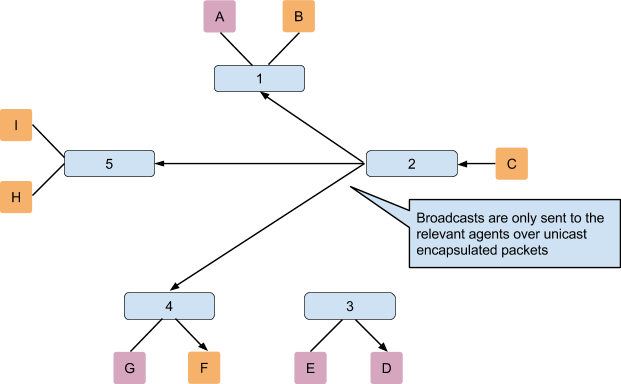 A
B
1
I
5
2
C
H
Broadcasts are only sent to the
relevant agents over unicast
encapsulated packets
4
3
G
F
E
D